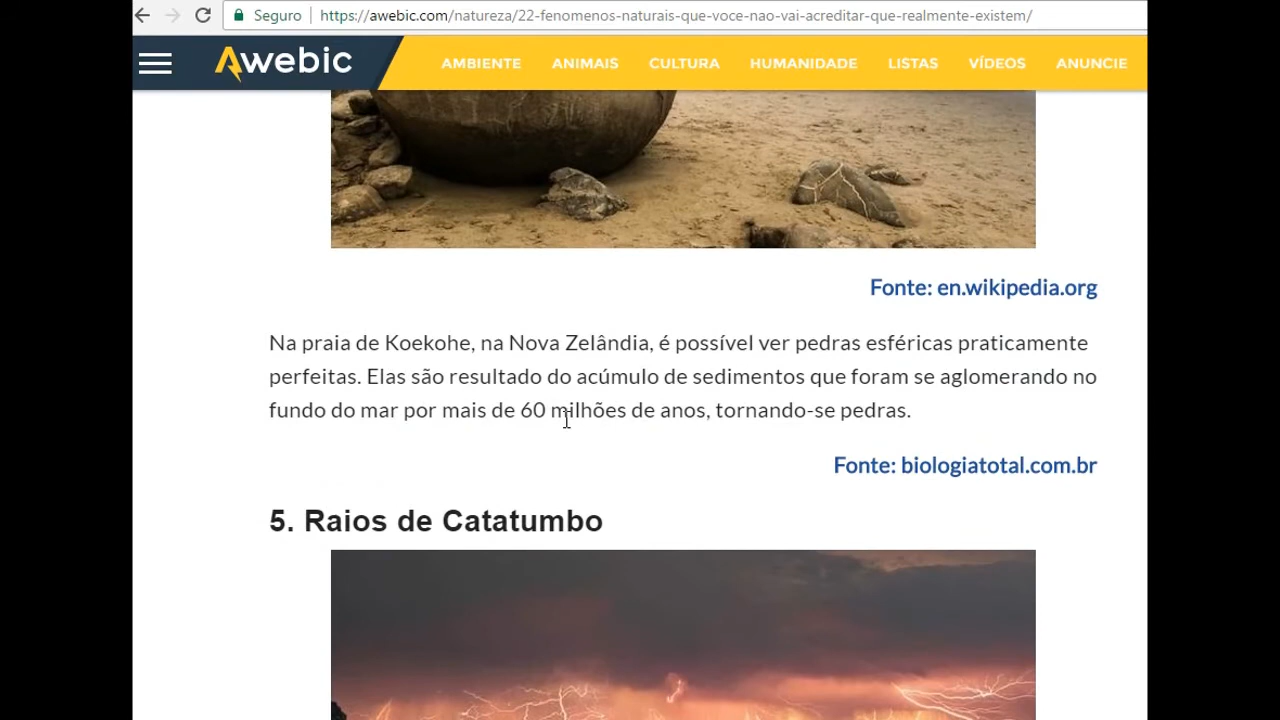 Seguro https://awebic.com/natureza/22-fenomenos-naturais-que-voce-nao-vai-acreditar-que-realmente-existem/
Awebic AMBIENTE ANIMAIS CULTURA HUMANIDADE LISTAS VÍDEOS ANUNCIE
Fonte: en.wikipedia.org
Na praia de Koekohe, na Nova Zelândia, é possível ver pedras esféricas praticamente
perfeitas. Elas são resultado do acúmulo de sedimentos que foram se aglomerando no
fundo do mar por mais de 60 milhões de anos, tornando-se pedras.
Fonte: biologiatotal.com.br
5. Raios de Catatumbo